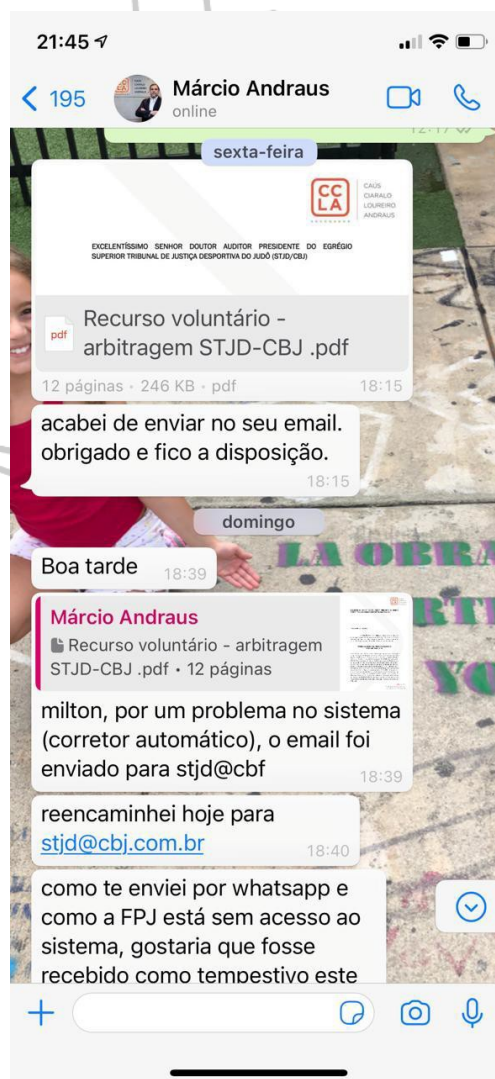 21:45
195
Márcio Andraus
online
12:17
sexta-feira
CC
LA
CAÚS
CIARALO
LOUREIRO
ANDRAUS
EXCELENTÍSSIMO SENHOR DOUTOR AUDITOR PRESIDENTE DO EGRÉGIO
SUPERIOR TRIBUNAL DE JUSTIÇA DESPORTIVA DO JUDÔ (STJD/CBJ)
pdf
Recurso voluntário -
arbitragem STJD-CBJ .pdf
12 páginas · 246 KB · pdf
18:15
acabei de enviar no seu email.
obrigado e fico a disposição.
18:15
domingo
LA OBRA
Boa tarde
18:39
Márcio Andraus
Recurso voluntário - arbitragem
STJD-CBJ .pdf • 12 páginas
milton, por um problema no sistema
(corretor automático), o email foi
enviado para stjd@cbf
18:39
reencaminhei hoje para
stjd@cbj.com.br
18:40
como te enviei por whatsapp e
como a FPJ está sem acesso ao
sistema, gostaria que fosse
recebido como tempestivo este